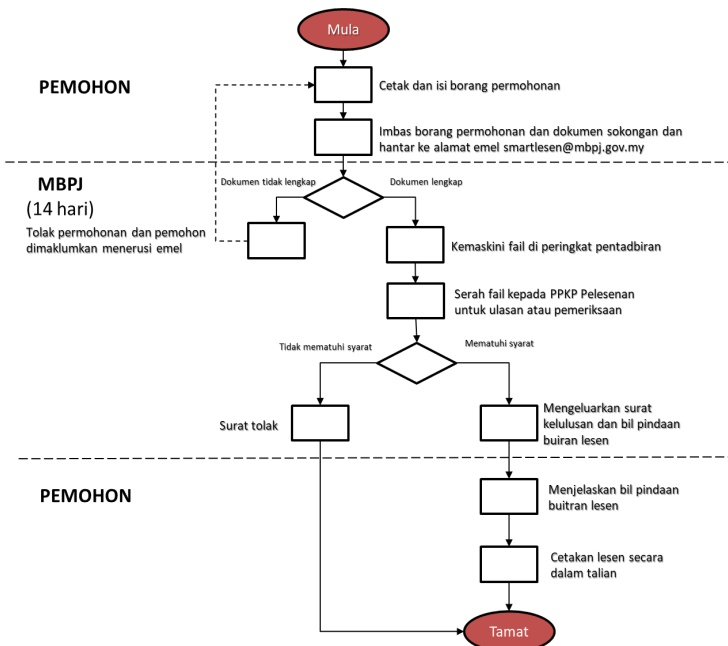 Mula
PEMOHON
Cetak dan isi borang permohonan
Imbas borang permohonan dan dokumen sokongan dan
hantar ke alamat emel smartlesen@mbpj.gov.my
MBPJ
(14 hari)
Tolak permohonan dan pemohon
dimaklumkan menerusi emel
Dokumen tidak lengkap
Dokumen lengkap
Kemaskini fail di peringkat pentadbiran
Serah fail kepada PPKP Pelesenan
untuk ulasan atau pemeriksaan
Tidak mematuhi syarat
Mematuhi syarat
Surat tolak
Mengeluarkan surat
kelulusan dan bil pindaan
buiran lesen
PEMOHON
Menjelaskan bil pindaan
buitran lesen
Cetakan lesen secara
dalam talian
Tamat